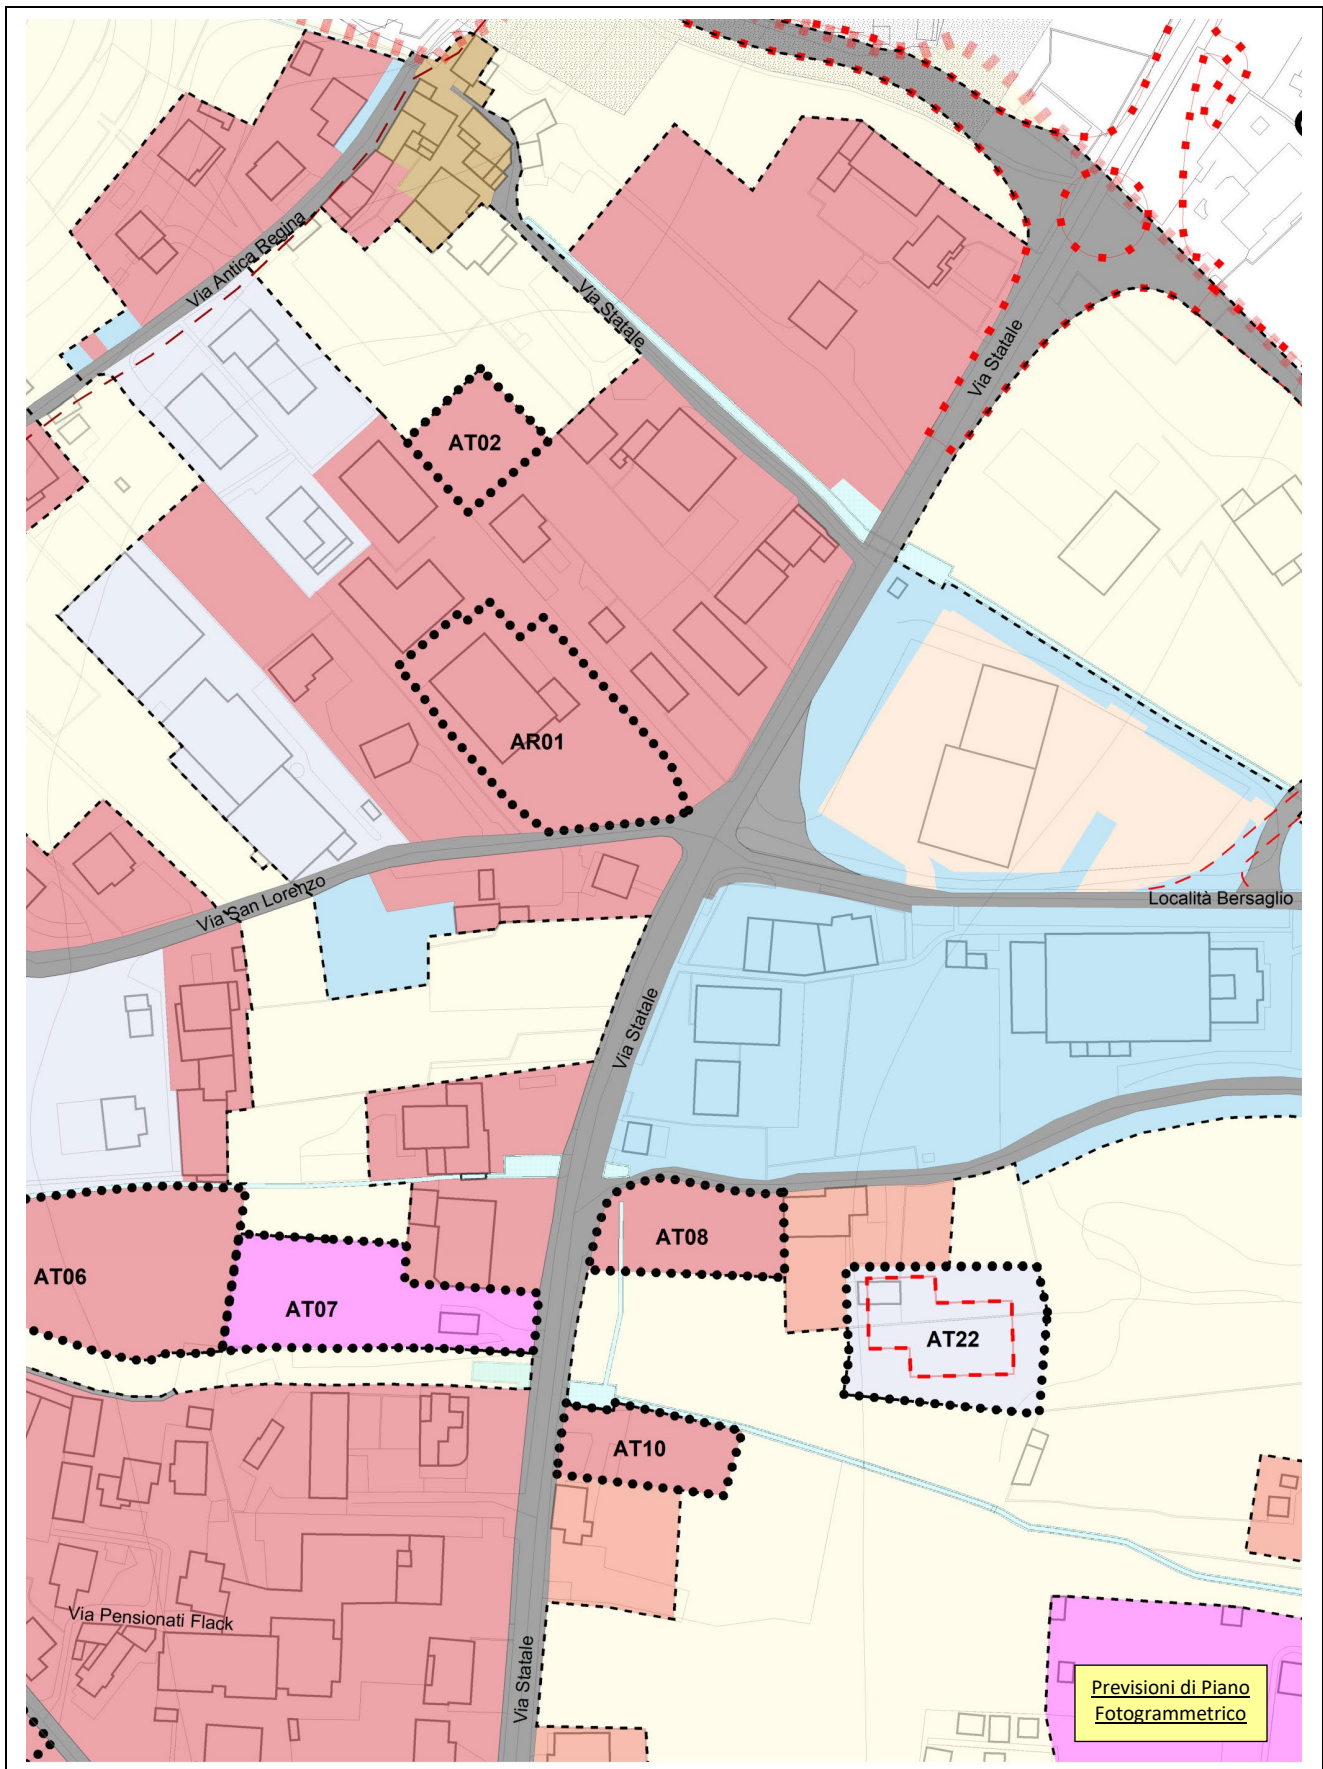 Via Antica Regina
Via Statale
Via Statale
AT02
AR01
Via San Lorenzo
Località Bersaglio
Via Statale
AT08
AT06
AT07
AT22
AT10
Via Pensionati Flack
Via Statale
Previsioni di Piano
Fotogrammetrico